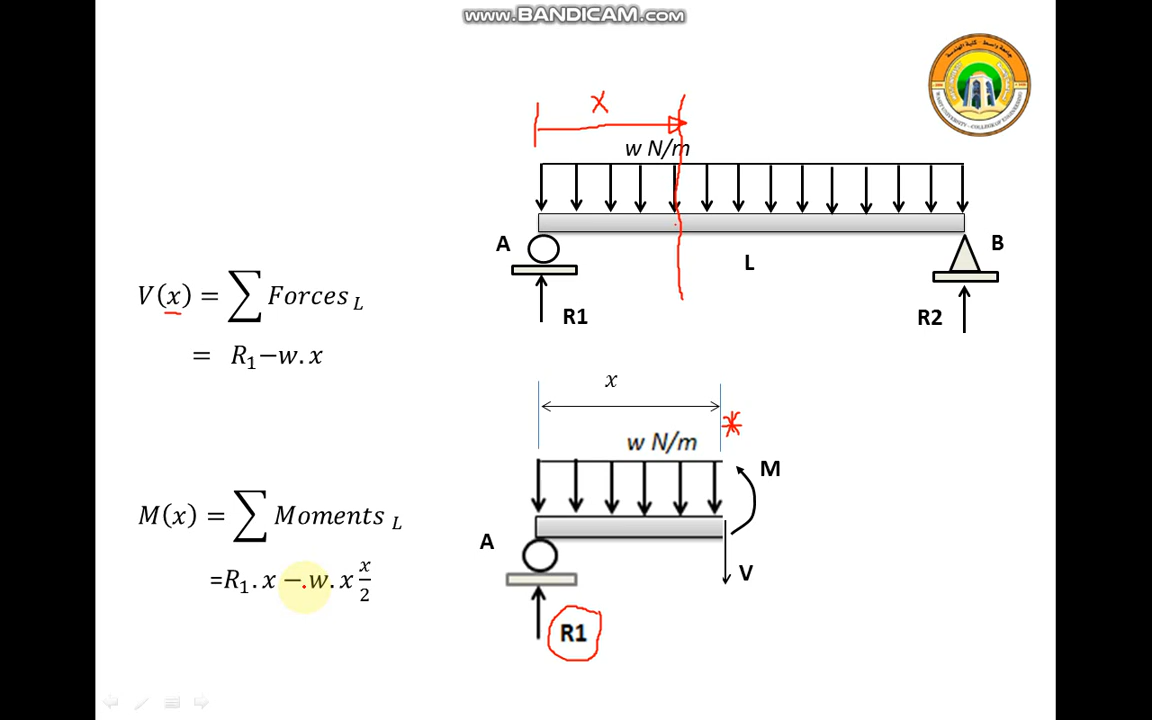 www.BANDICAM.com
X
w N/m
A
B
L
R1
R2
V(x) = ∑ Forces L
= R₁−w. x
x
w N/m
M
A
V
R1
M(x) = ∑ Moments L
=R₁. x −w. x x/2